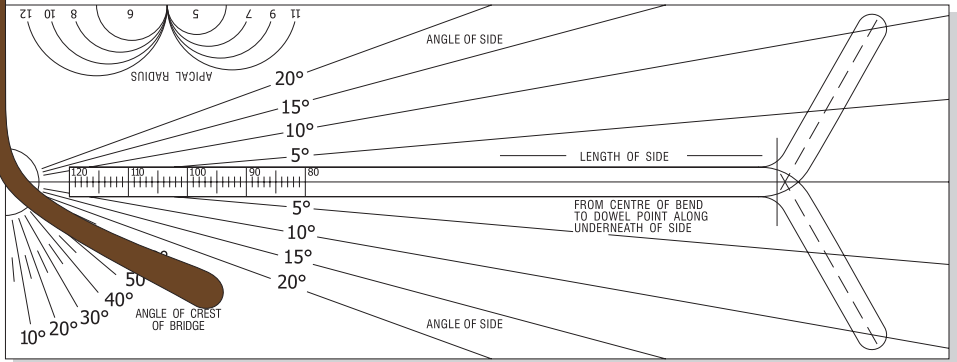 12 10 8 6 5 7 9 11
APICAL RADIUS
ANGLE OF SIDE
20°
15°
10°
5°
LENGTH OF SIDE
120 110 100 90 80
5°
10°
15°
20°
FROM CENTRE OF BEND
TO DOWEL POINT ALONG
UNDERNEATH OF SIDE
50°
40°
30°
20°
10°
ANGLE OF CREST
OF BRIDGE
ANGLE OF SIDE